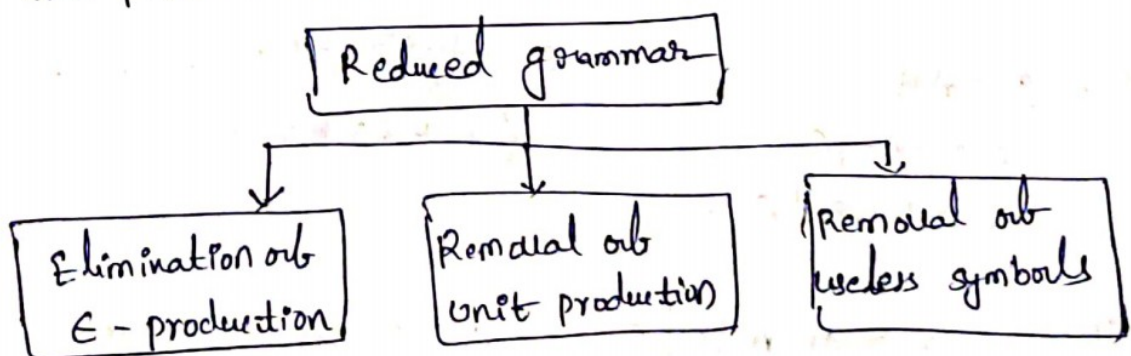 Reduced grammar
Elimination of
ϵ - production
Removal of
unit production
Removal of
useless symbols